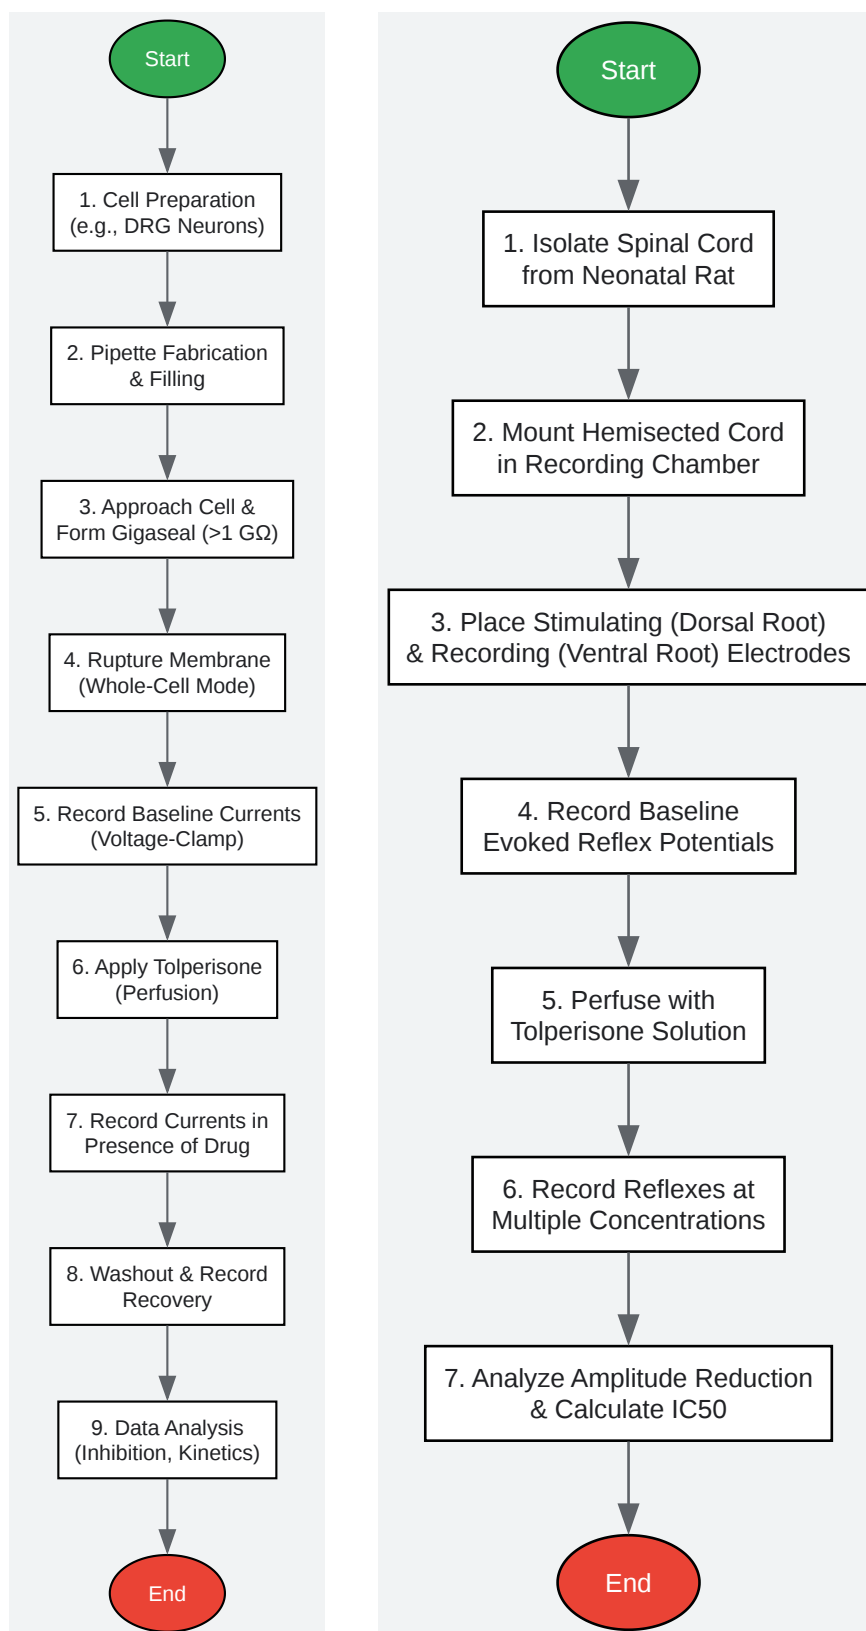 Start
1. Cell Preparation
(e.g., DRG Neurons)
2. Pipette Fabrication
& Filling
3. Approach Cell &
Form Gigaseal (>1 GΩ)
4. Rupture Membrane
(Whole-Cell Mode)
5. Record Baseline Currents
(Voltage-Clamp)
6. Apply Tolperisone
(Perfusion)
7. Record Currents in
Presence of Drug
8. Washout & Record
Recovery
9. Data Analysis
(Inhibition, Kinetics)
End
Start
1. Isolate Spinal Cord
from Neonatal Rat
2. Mount Hemisected Cord
in Recording Chamber
3. Place Stimulating (Dorsal Root)
& Recording (Ventral Root) Electrodes
4. Record Baseline
Evoked Reflex Potentials
5. Perfuse with
Tolperisone Solution
6. Record Reflexes at
Multiple Concentrations
7. Analyze Amplitude Reduction
& Calculate IC50
End